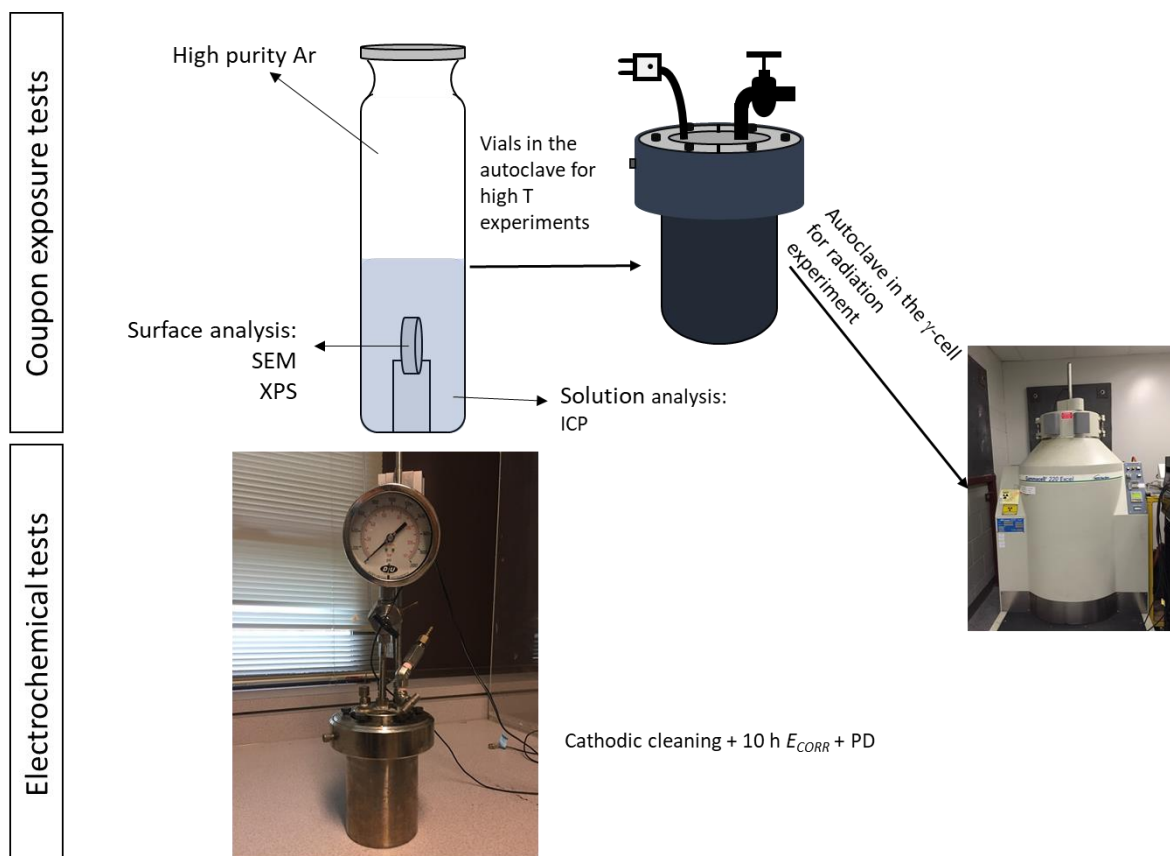 Coupon exposure tests
High purity Ar
Vials in the
autoclave for
high T
experiments
Autoclave in the γ-cell
for radiation
experiment
Surface analysis:
SEM
XPS
Solution analysis:
ICP
Electrochemical tests
Cathodic cleaning + 10 h E_CORR + PD